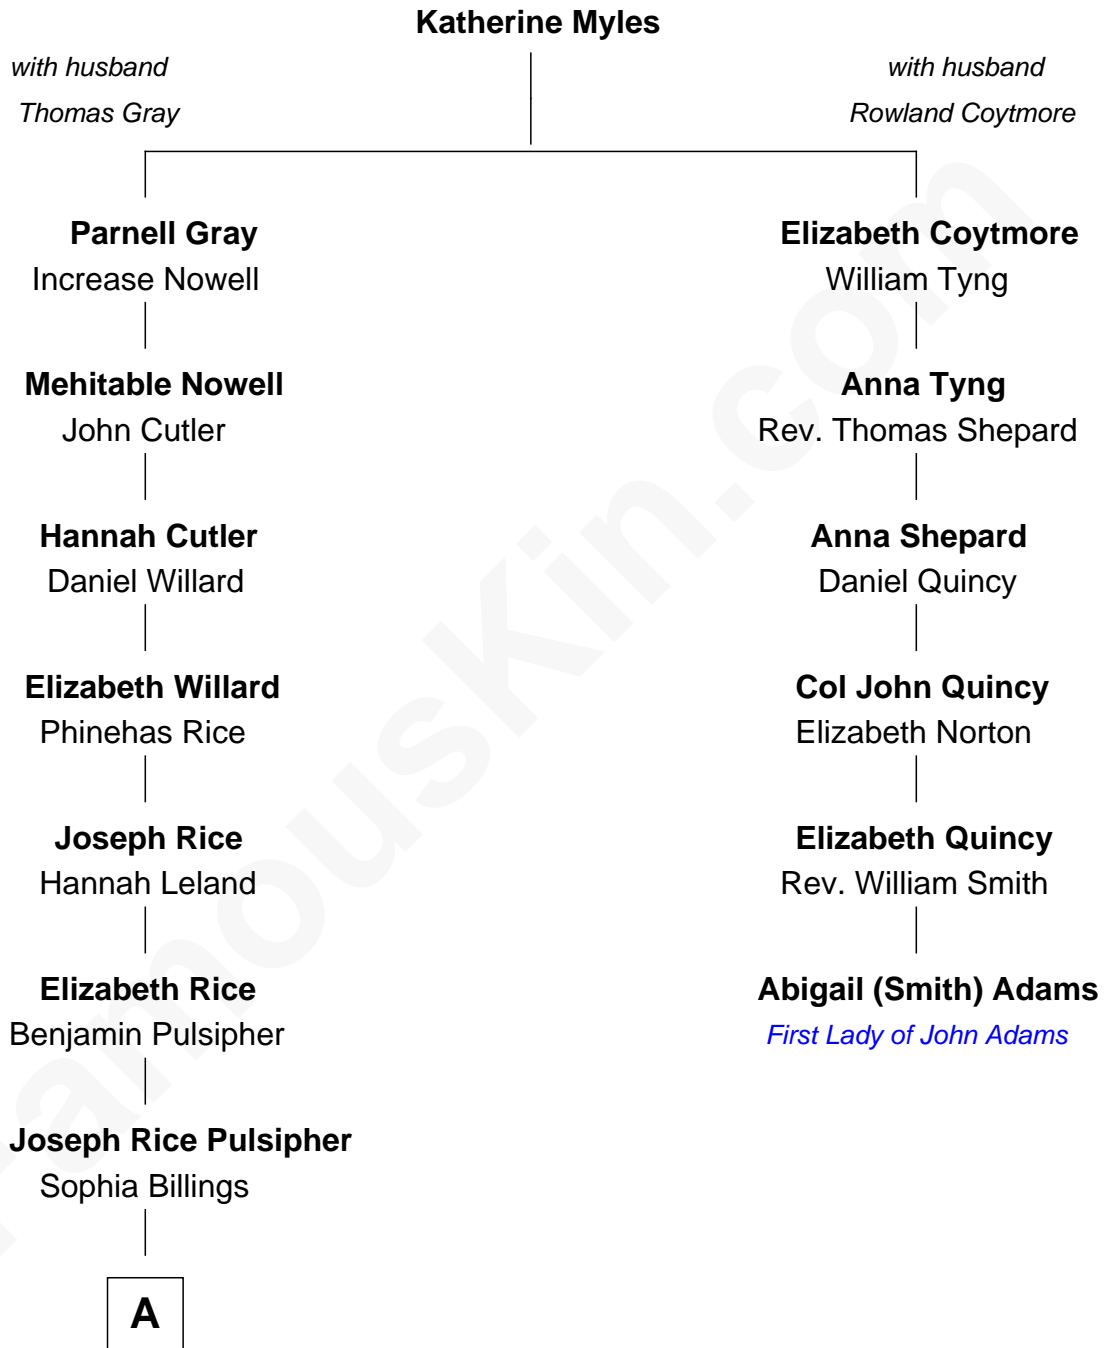 Katherine Myles
with husband
Thomas Gray
with husband
Rowland Coytmore
Parnell Gray
Increase Nowell
Elizabeth Coytmore
William Tyng
Mehitable Nowell
John Cutler
Anna Tyng
Rev. Thomas Shepard
Hannah Cutler
Daniel Willard
Anna Shepard
Daniel Quincy
Elizabeth Willard
Phinehas Rice
Col John Quincy
Elizabeth Norton
Joseph Rice
Hannah Leland
Elizabeth Quincy
Rev. William Smith
Elizabeth Rice
Benjamin Pulsipher
Abigail (Smith) Adams
First Lady of John Adams
Joseph Rice Pulsipher
Sophia Billings
A
FamousKin.com